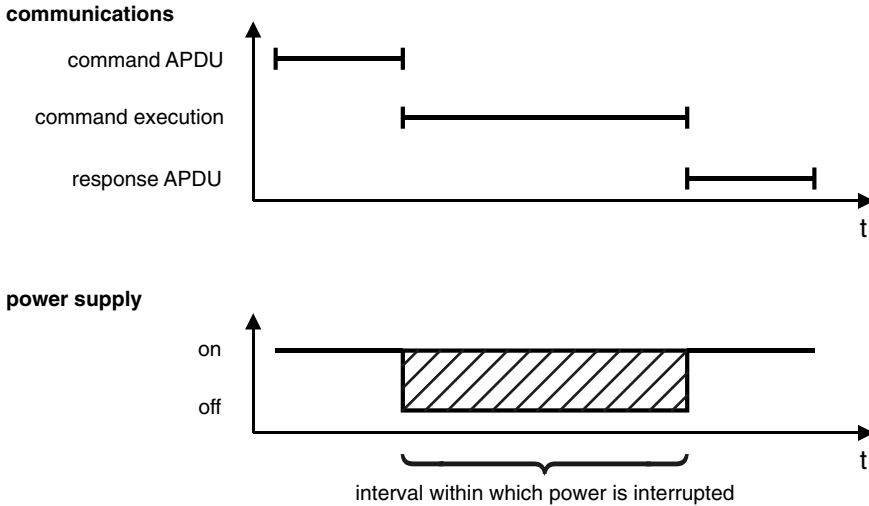 communications
command APDU
command execution
response APDU
t
power supply
on
off
t
interval within which power is interrupted